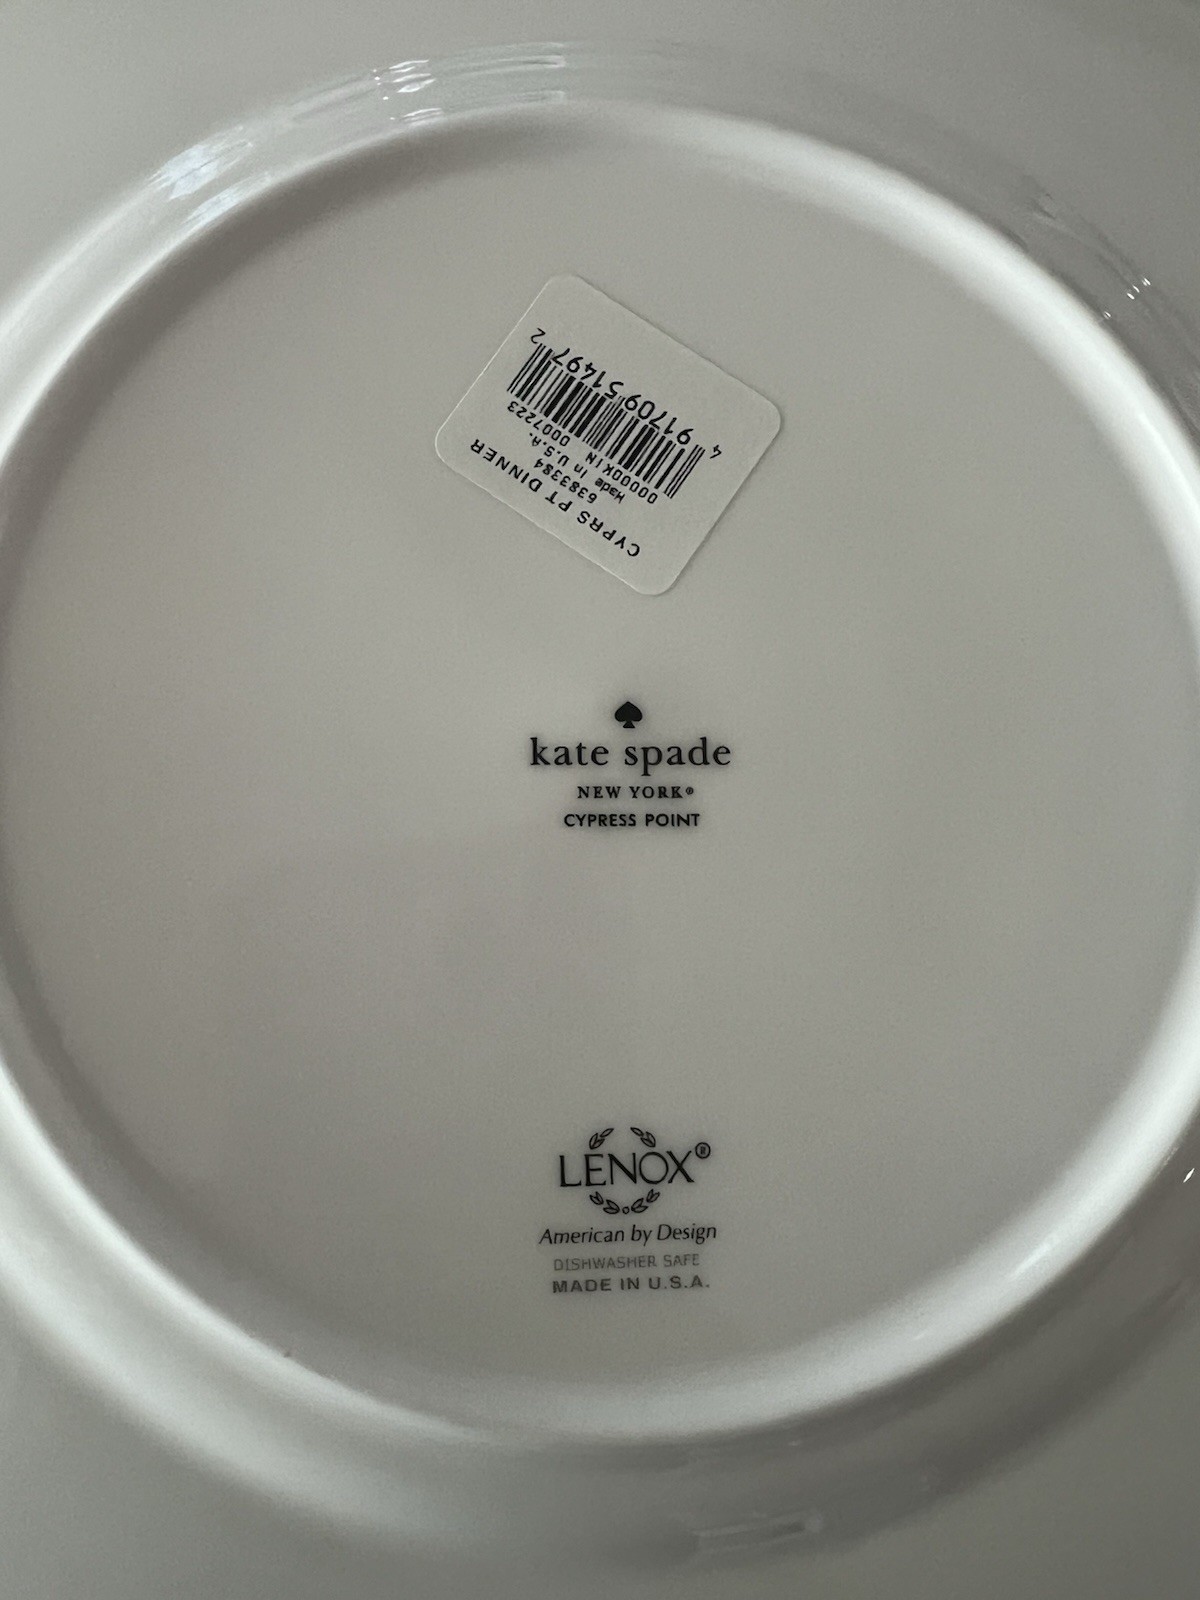 CYPRS PT DINNER
6383384
Made in U.S.A.
00000KIN 0007223
4 91709 51497 2
kate spade
NEW YORK®
CYPRESS POINT
LENOX®
American by Design
DISHWASHER SAFE
MADE IN U.S.A.